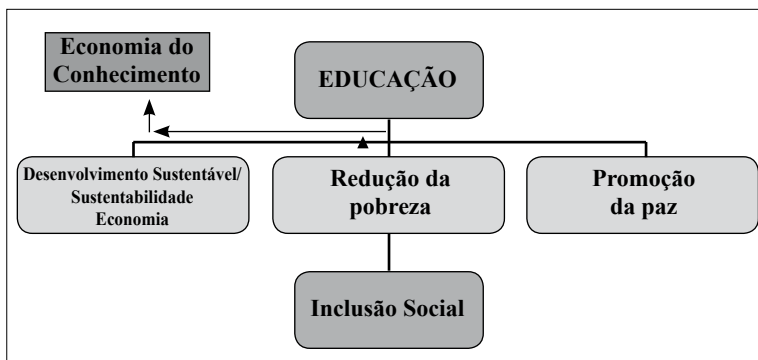 Economia do
Conhecimento
EDUCAÇÃO
Desenvolvimento Sustentável/
Sustentabilidade
Economia
Redução da
pobreza
Promoção
da paz
Inclusão Social